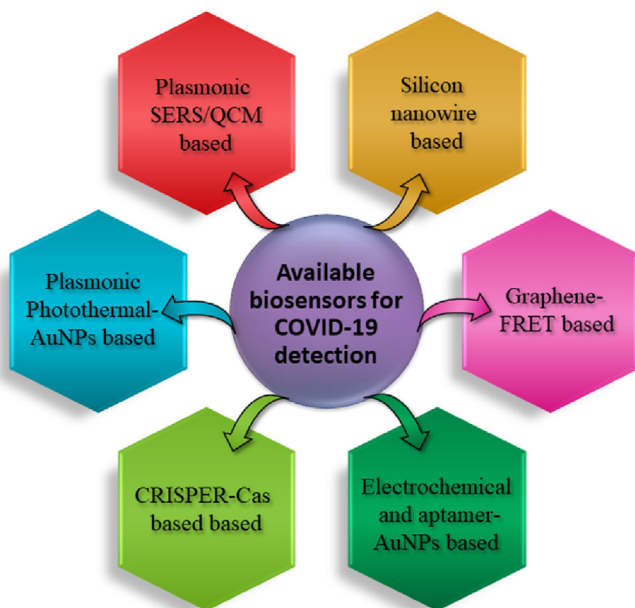 Plasmonic
SERS/QCM
based
Silicon
nanowire
based
Plasmonic
Photothermal-
AuNPs based
Available
biosensors for
COVID-19
detection
Graphene-
FRET based
CRISPER-Cas
based based
Electrochemical
and aptamer-
AuNPs based